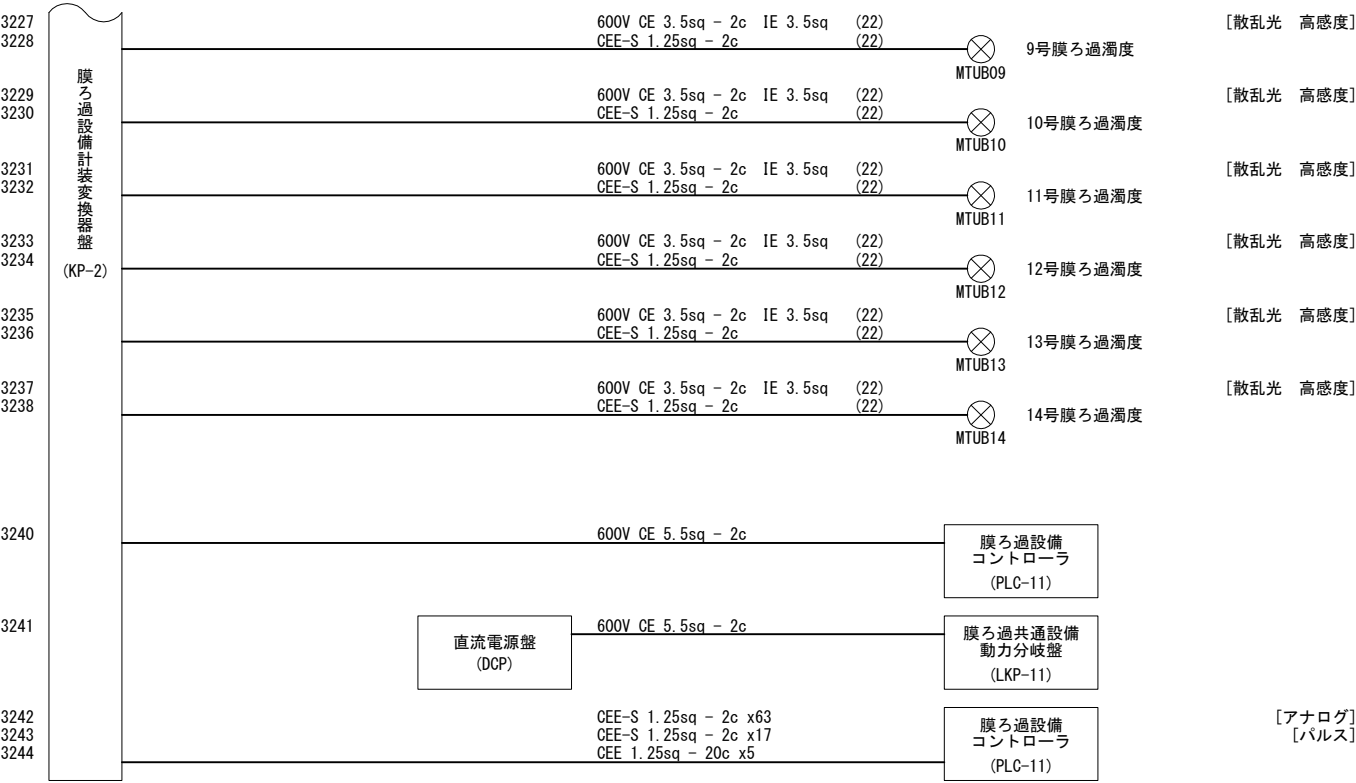 3227 600V CE 3.5sq - 2c IE 3.5sq (22) [散乱光 高感度]
3228 CEE-S 1.25sq - 2c (22)
9号膜ろ過濁度
MTUB09
膜ろ過設備計装変換器盤
(KP-2)
3229 600V CE 3.5sq - 2c IE 3.5sq (22) [散乱光 高感度]
3230 CEE-S 1.25sq - 2c (22)
10号膜ろ過濁度
MTUB10
3231 600V CE 3.5sq - 2c IE 3.5sq (22) [散乱光 高感度]
3232 CEE-S 1.25sq - 2c (22)
11号膜ろ過濁度
MTUB11
3233 600V CE 3.5sq - 2c IE 3.5sq (22) [散乱光 高感度]
3234 CEE-S 1.25sq - 2c (22)
12号膜ろ過濁度
MTUB12
3235 600V CE 3.5sq - 2c IE 3.5sq (22) [散乱光 高感度]
3236 CEE-S 1.25sq - 2c (22)
13号膜ろ過濁度
MTUB13
3237 600V CE 3.5sq - 2c IE 3.5sq (22) [散乱光 高感度]
3238 CEE-S 1.25sq - 2c (22)
14号膜ろ過濁度
MTUB14
3240 600V CE 5.5sq - 2c
膜ろ過設備
コントローラ
(PLC-11)
3241 600V CE 5.5sq - 2c
直流電源盤
(DCP)
膜ろ過共通設備
動力分岐盤
(LKP-11)
3242 CEE-S 1.25sq - 2c x63 [アナログ]
3243 CEE-S 1.25sq - 2c x17 [パルス]
3244 CEE 1.25sq - 20c x5
膜ろ過設備
コントローラ
(PLC-11)